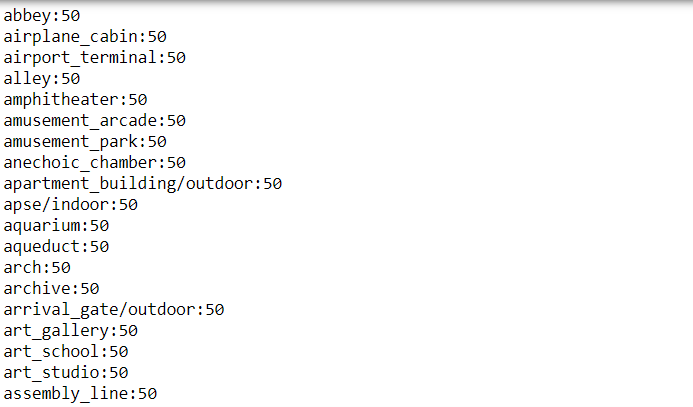 abbey:50
airplane_cabin:50
airport_terminal:50
alley:50
amphitheater:50
amusement_arcade:50
amusement_park:50
anechoic_chamber:50
apartment_building/outdoor:50
apse/indoor:50
aquarium:50
aqueduct:50
arch:50
archive:50
arrival_gate/outdoor:50
art_gallery:50
art_school:50
art_studio:50
assembly_line:50